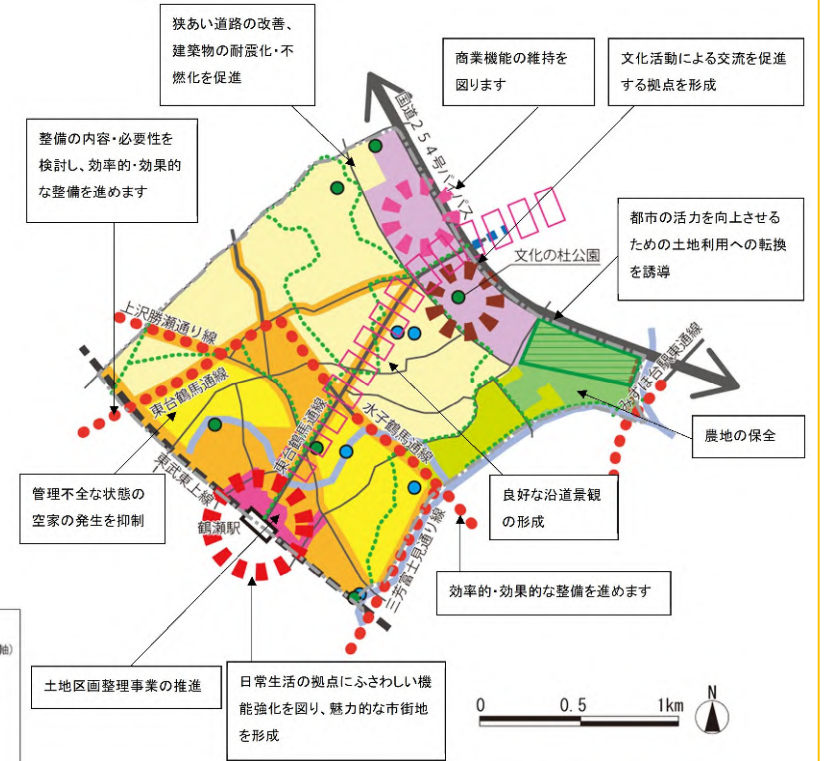 狭あい道路の改善、
建築物の耐震化・不
燃化を促進
商業機能の維持を
図ります
文化活動による交流を促進
する拠点を形成
整備の内容・必要性を
検討し、効率的・効果的
な整備を進めます
国道254号バイパス
都市の活力を向上させる
ための土地利用への転換
を誘導
文化の杜公園
上沢勝瀬通り線
東台鶴馬通線
東台鶴馬通線
水子鶴馬通線
みずほ台駅東通線
農地の保全
東武東上線
管理不全な状態の
空家の発生を抑制
良好な沿道景観
の形成
鶴瀬駅
三芳富士見通り線
効率的・効果的な整備を進めます
軸)
土地区画整理事業の推進
日常生活の拠点にふさわしい機
能強化を図り、魅力的な市街地
を形成
0 0.5 1km
N